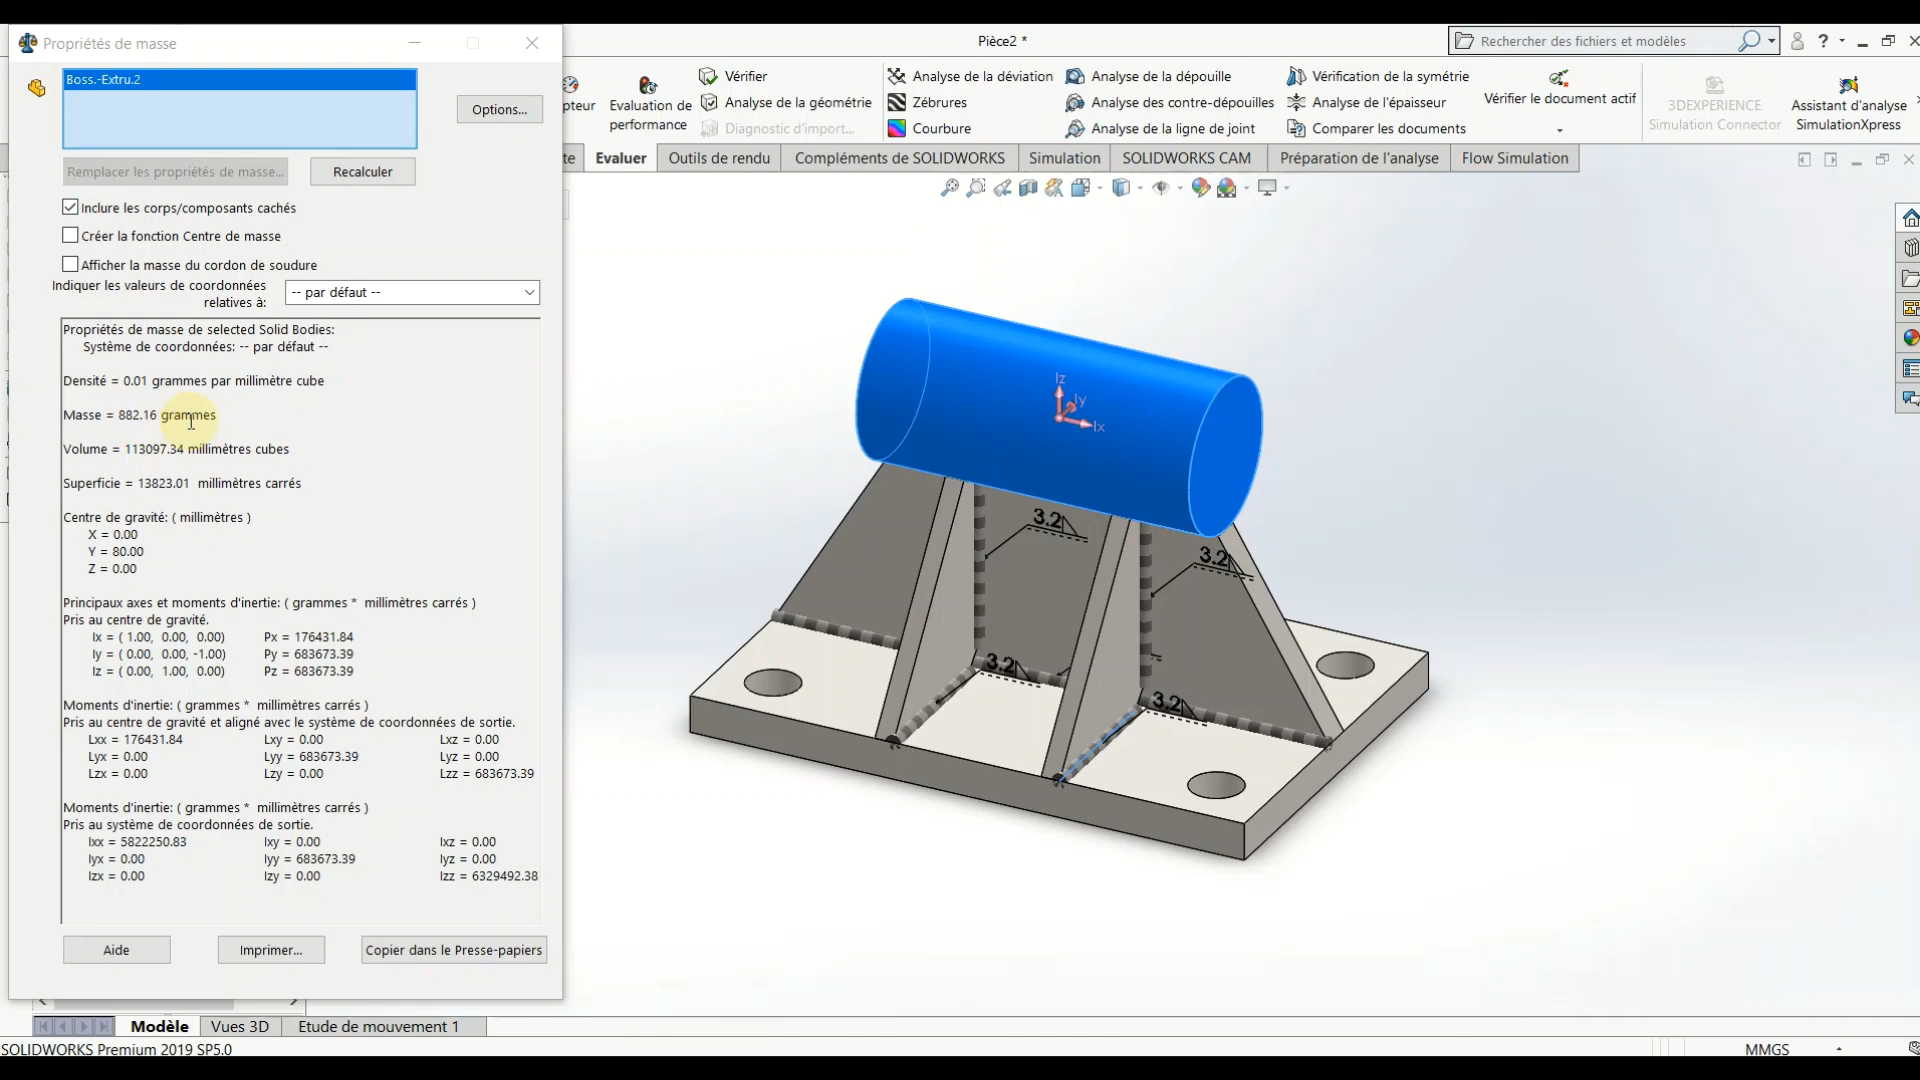 Propriétés de masse
Pièce2 *
Rechercher des fichiers et modèles
?
Boss.-Extru.2
Options...
Remplacer les propriétés de masse...
Recalculer
Inclure les corps/composants cachés
Créer la fonction Centre de masse
Afficher la masse du cordon de soudure
Indiquer les valeurs de coordonnées
relatives à:
-- par défaut --
Propriétés de masse de selected Solid Bodies:
Système de coordonnées: -- par défaut --
Densité = 0.01 grammes par millimètre cube
Masse = 882.16 grammes
Volume = 113097.34 millimètres cubes
Superficie = 13823.01 millimètres carrés
Centre de gravité: ( millimètres )
X = 0.00
Y = 80.00
Z = 0.00
Principaux axes et moments d'inertie: ( grammes * millimètres carrés )
Pris au centre de gravité.
Ix = ( 1.00, 0.00, 0.00) Px = 176431.84
Iy = ( 0.00, 0.00, -1.00) Py = 683673.39
Iz = ( 0.00, 1.00, 0.00) Pz = 683673.39
Moments d'inertie: ( grammes * millimètres carrés )
Pris au centre de gravité et aligné avec le système de coordonnées de sortie.
Lxx = 176431.84 Lxy = 0.00 Lxz = 0.00
Lyx = 0.00 Lyy = 683673.39 Lyz = 0.00
Lzx = 0.00 Lzy = 0.00 Lzz = 683673.39
Moments d'inertie: ( grammes * millimètres carrés )
Pris au système de coordonnées de sortie.
Ixx = 5822250.83 Ixy = 0.00 Ixz = 0.00
Iyx = 0.00 Iyy = 683673.39 Iyz = 0.00
Izx = 0.00 Izy = 0.00 Izz = 6329492.38
Aide
Imprimer...
Copier dans le Presse-papiers
pteur
Evaluation de
performance
Vérifier
Analyse de la géométrie
Diagnostic d'import...
Analyse de la déviation
Zébrures
Courbure
Analyse de la dépouille
Analyse des contre-dépouilles
Analyse de la ligne de joint
Vérification de la symétrie
Analyse de l'épaisseur
Comparer les documents
Vérifier le document actif
3DEXPERIENCE
Simulation Connector
Assistant d'analyse
SimulationXpress
te
Evaluer
Outils de rendu
Compléments de SOLIDWORKS
Simulation
SOLIDWORKS CAM
Préparation de l'analyse
Flow Simulation
Iz
Iy
Ix
3.2
3.2
3.2
3.2
Modèle
Vues 3D
Etude de mouvement 1
SOLIDWORKS Premium 2019 SP5.0
MMGS